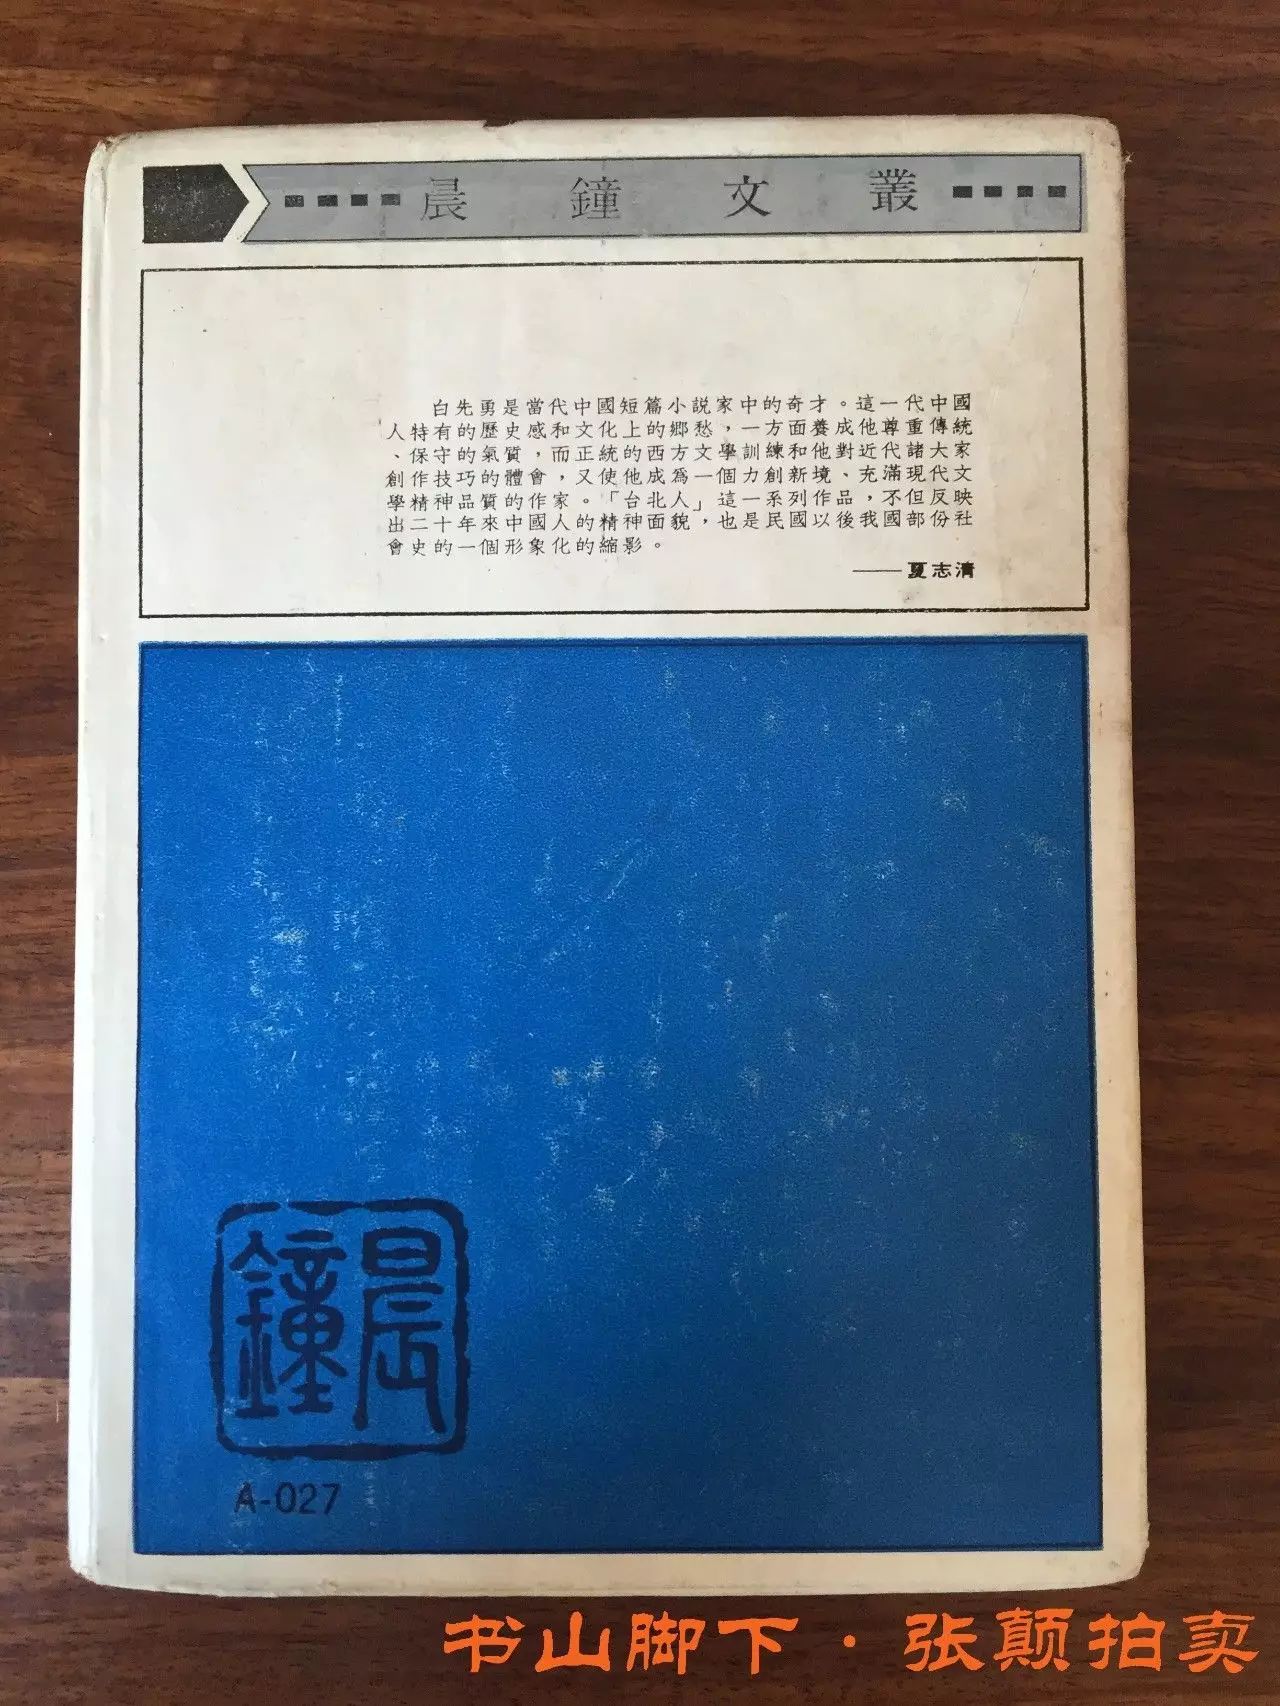 晨鐘文叢
白先勇是當代中國短篇小説家中的奇才。這一代中國
人特有的歷史感和文化上的鄉愁，一方面養成他尊重傳統
、保守的氣質，而正統的西方文學訓練和他對近代諸大家
創作技巧的體會，又使他成爲一個力創新境、充滿現代文
學精神品質的作家。「台北人」這一系列作品，不但反映
出二十年來中國人的精神面貌，也是民國以後我國部份社
會史的一個形象化的縮影。
——夏志清
晨鐘
A-027
书山脚下·张颠拍卖